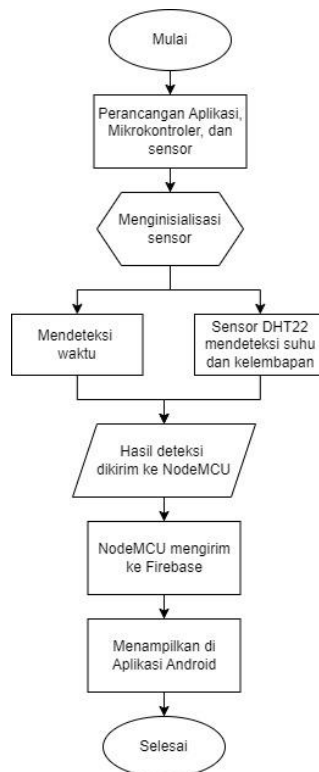 Mulai
Perancangan Aplikasi,
Mikrokontroler, dan
sensor
Menginisialisasi
sensor
Mendeteksi
waktu
Sensor DHT22
mendeteksi suhu
dan kelembapan
Hasil deteksi
dikirim ke NodeMCU
NodeMCU mengirim
ke Firebase
Menampilkan di
Aplikasi Android
Selesai